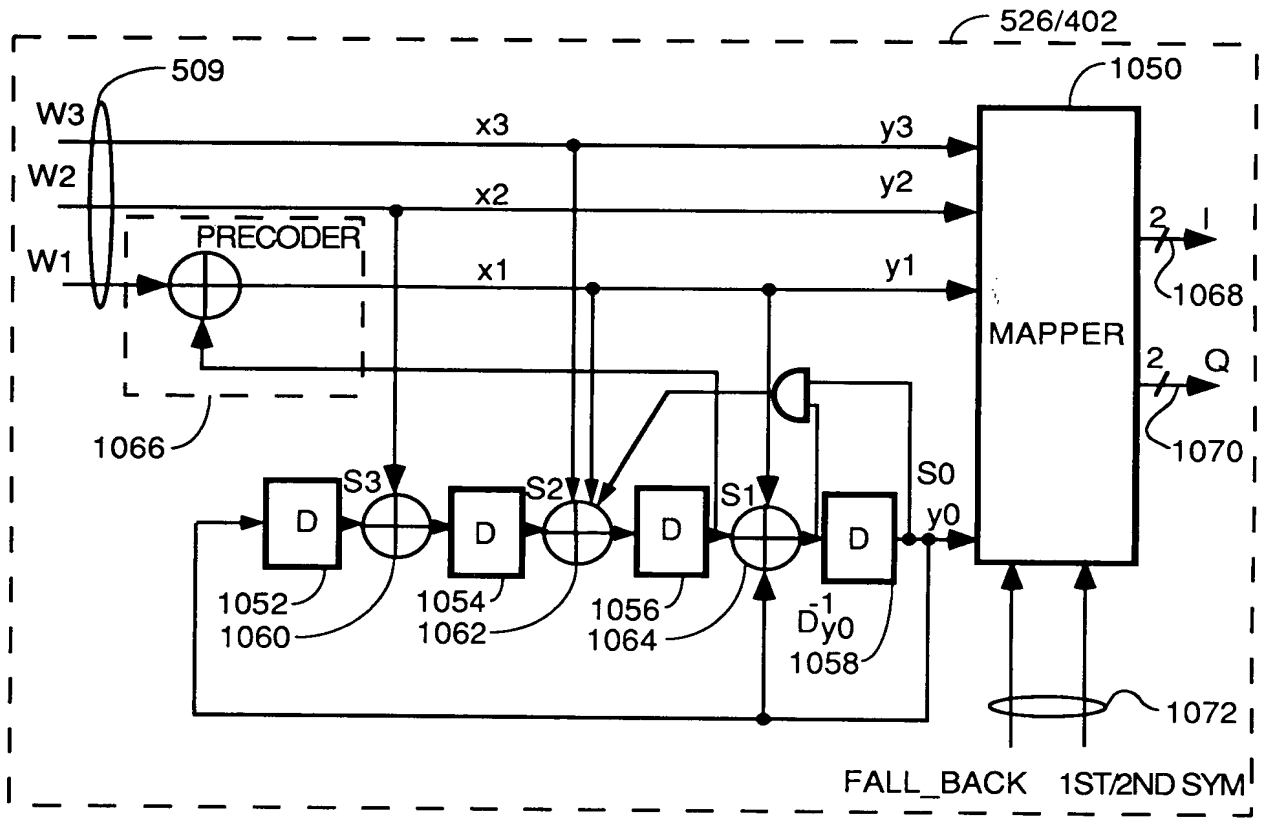 526/402
509
1050
W3
x3
y3
W2
x2
y2
PRECODER
2
I
W1
x1
y1
1068
MAPPER
2
Q
1066
1070
S3
S2
S1
S0
D
D
D
D
y0
1052
1060
1054
1062
1056
1064
D-1y0
1058
1072
FALL_BACK
1ST/2ND SYM